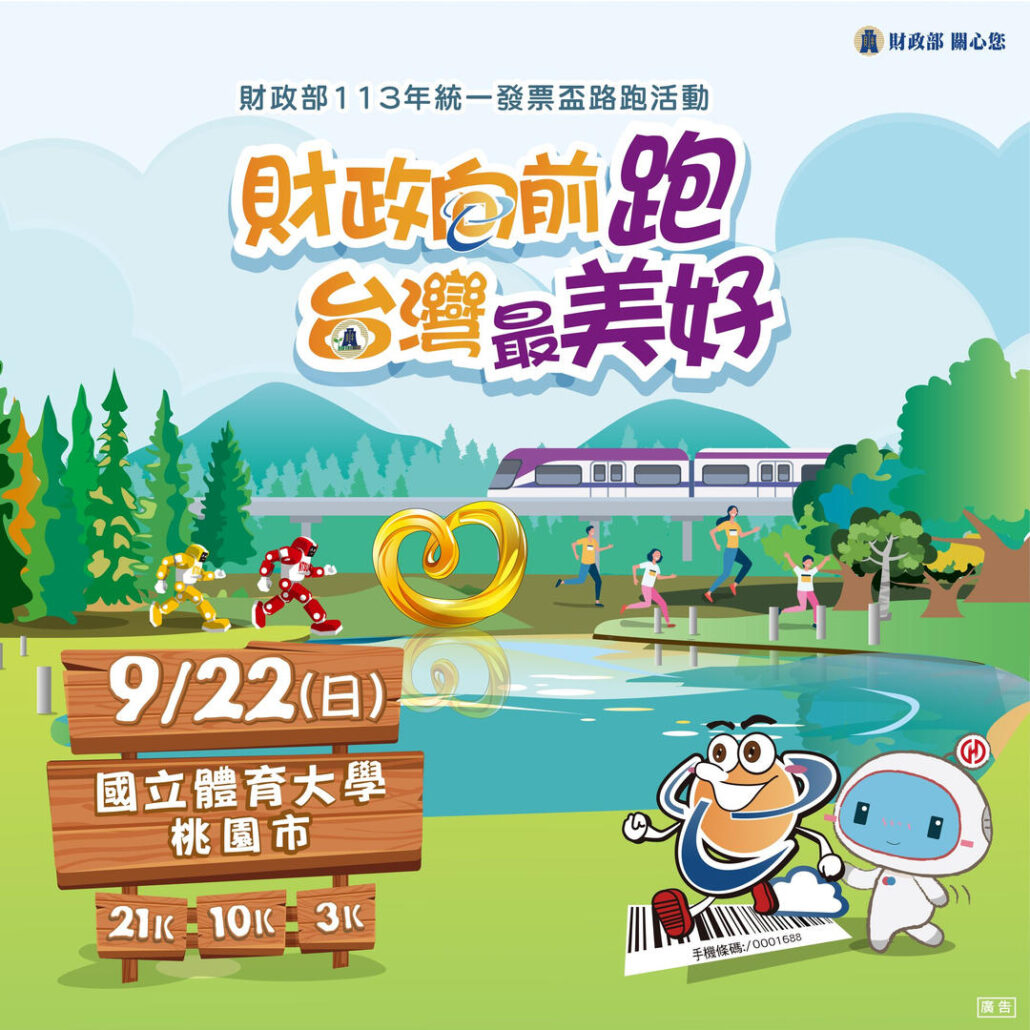 財政部 關心您
財政部113年統一發票盃路跑活動
財政向前跑
台灣最美好
9/22(日)
國立體育大學
桃園市
21K 10K 3K
手機條碼:/0001688
廣告